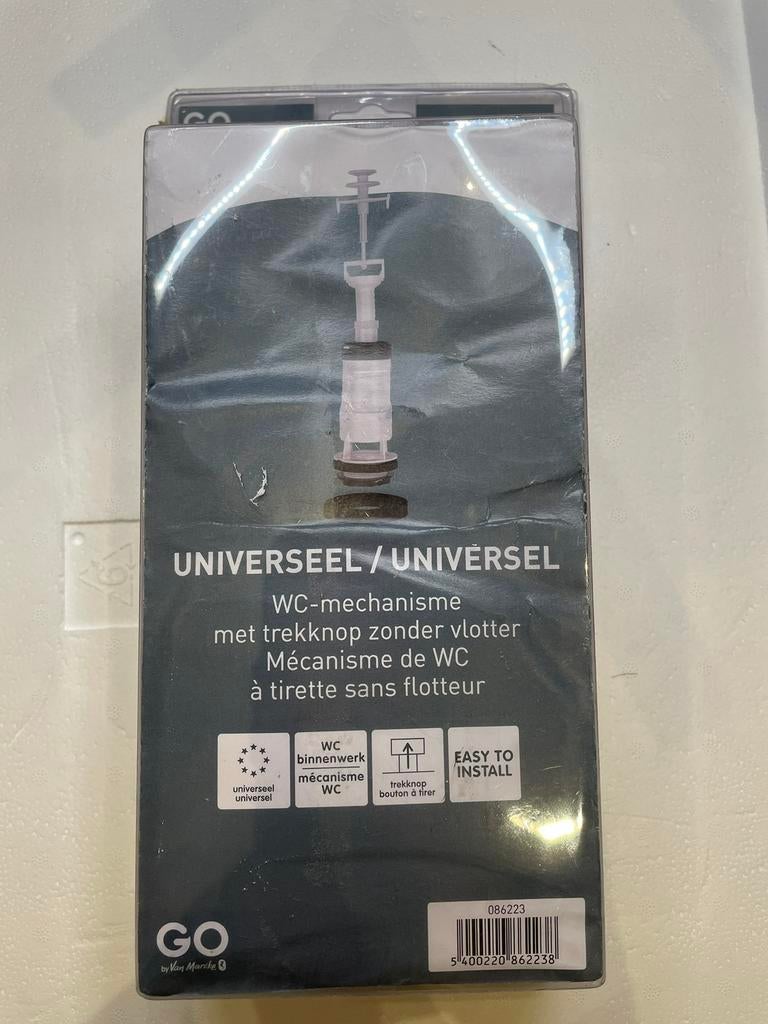 GO
UNIVERSEEL / UNIVERSEL
WC-mechanisme
met trekknop zonder vlotter
Mécanisme de WC
à tirette sans flotteur
universeel
universel
WC
binnenwerk
mécanisme
WC
trekknop
bouton à tirer
EASY TO
INSTALL
GO
by Van Marcke
086223
5 400220 862238